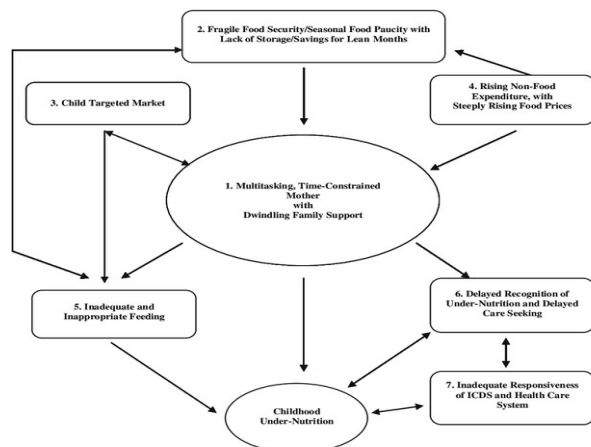 2. Fragile Food Security/Seasonal Food Paucity with
Lack of Storage/Savings for Lean Months
3. Child Targeted Market
4. Rising Non-Food
Expenditure, with
Steeply Rising Food Prices
1. Multitasking, Time-Constrained
Mother
with
Dwindling Family Support
5. Inadequate and
Inappropriate Feeding
6. Delayed Recognition of
Under-Nutrition and Delayed
Care Seeking
7. Inadequate Responsiveness
of ICDS and Health Care
System
Childhood
Under-Nutrition